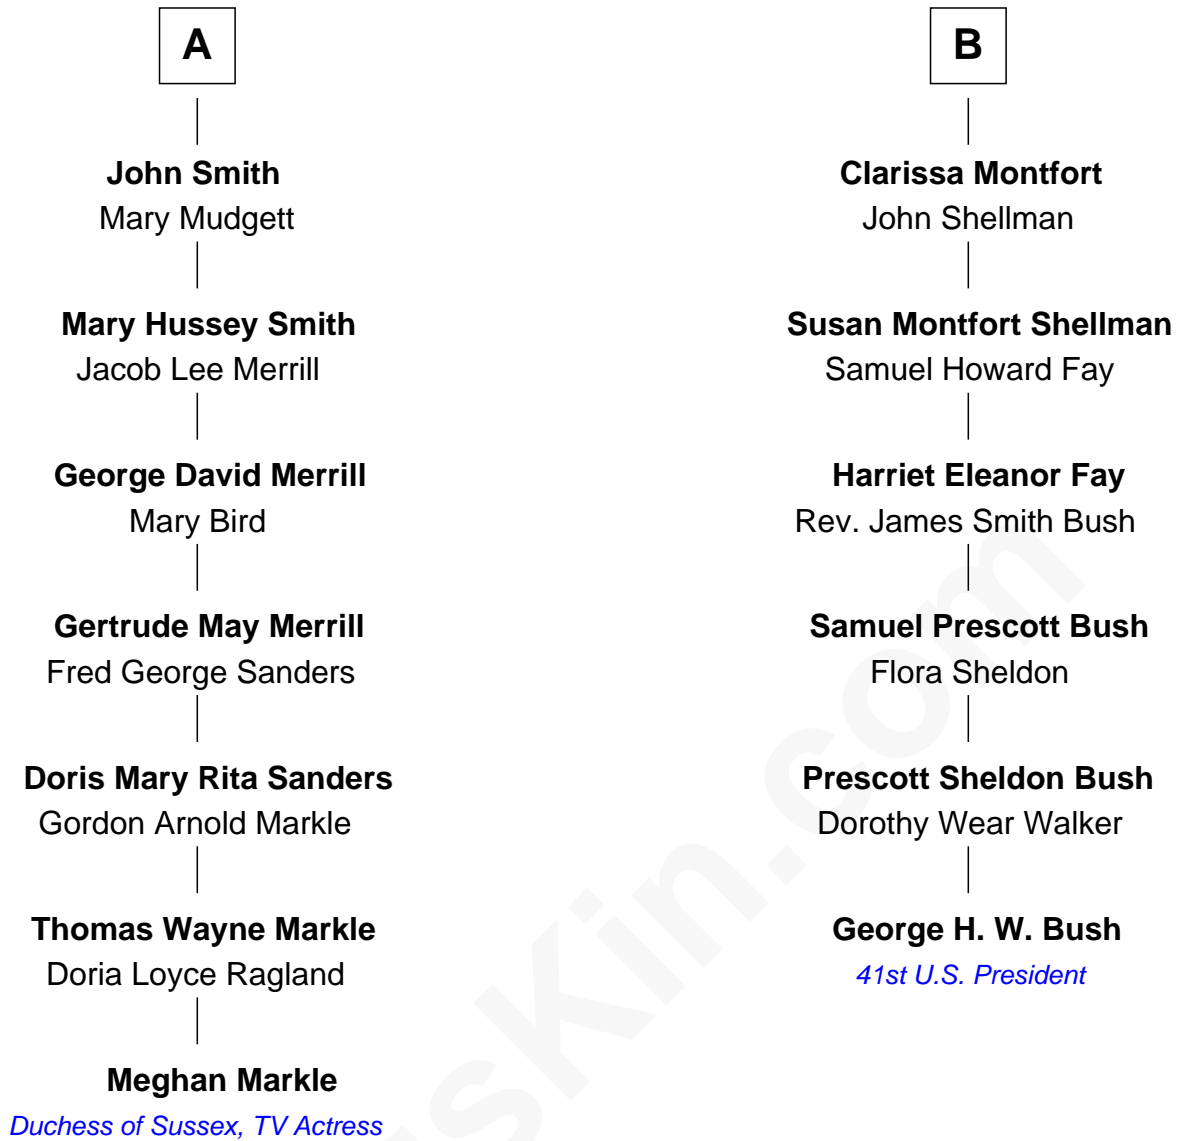 A
John Smith
Mary Mudgett
Mary Hussey Smith
Jacob Lee Merrill
George David Merrill
Mary Bird
Gertrude May Merrill
Fred George Sanders
Doris Mary Rita Sanders
Gordon Arnold Markle
Thomas Wayne Markle
Doria Loyce Ragland
Meghan Markle
Duchess of Sussex, TV Actress
B
Clarissa Montfort
John Shellman
Susan Montfort Shellman
Samuel Howard Fay
Harriet Eleanor Fay
Rev. James Smith Bush
Samuel Prescott Bush
Flora Sheldon
Prescott Sheldon Bush
Dorothy Wear Walker
George H. W. Bush
41st U.S. President